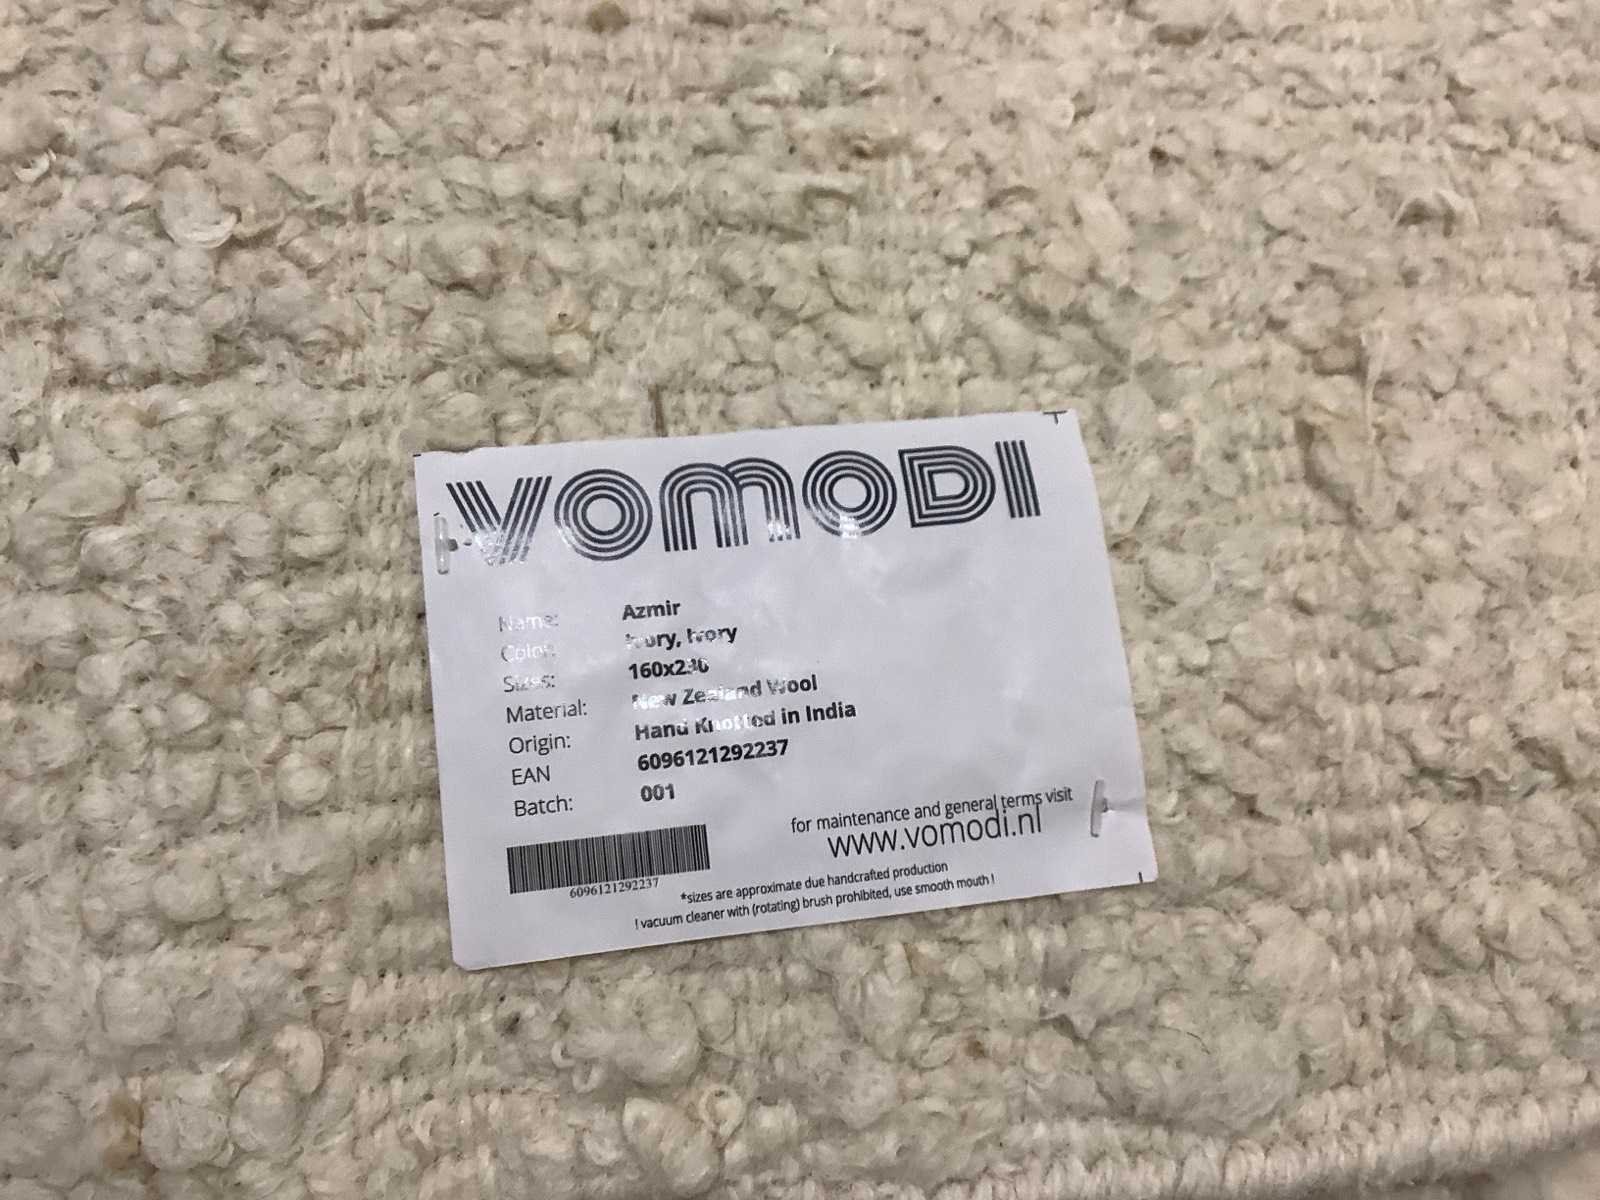 VOMODI
Name: Azmir
Color: Ivory, Ivory
Sizes:
Material: New Zealand Wool
Origin: Hand Knotted in India
EAN 6096121292237
Batch: 001
6096121292237
for maintenance and general terms visit
www.vomodi.nl
*sizes are approximate due handcrafted production
! vacuum cleaner with (rotating) brush prohibited, use smooth mouth !